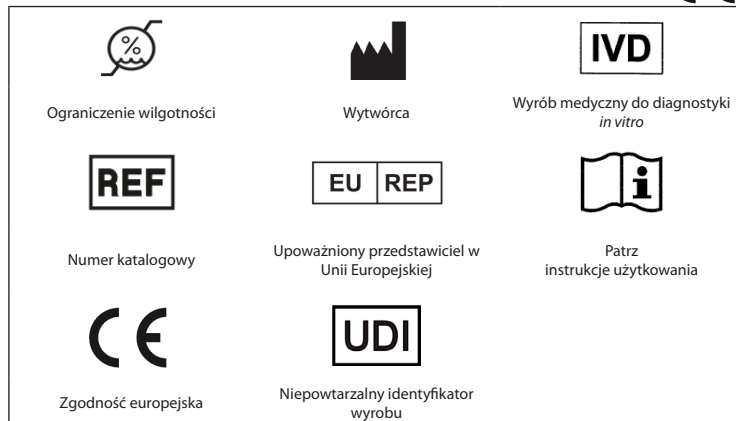 %
IVD
Ograniczenie wilgotności
Wytwórca
Wyrób medyczny do diagnostyki
in vitro
REF
EU REP
i
Numer katalogowy
Upoważniony przedstawiciel w
Unii Europejskiej
Patrz
instrukcje użytkowania
CE
UDI
Zgodność europejska
Niepowtarzalny identyfikator
wyrobu